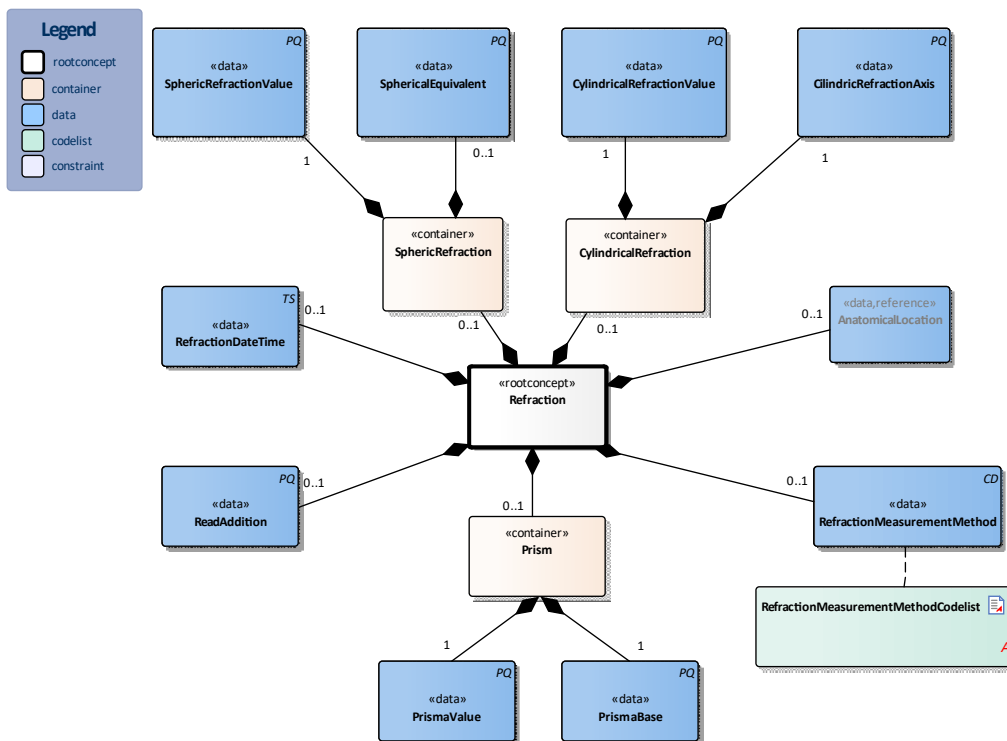 Legend
rootconcept
container
data
codelist
constraint
PQ
«data»
SphericRefractionValue
PQ
«data»
SphericalEquivalent
PQ
«data»
CylindricalRefractionValue
PQ
«data»
CilindricRefractionAxis
1
0..1
1
1
«container»
SphericRefraction
«container»
CylindricalRefraction
TS
«data»
RefractionDateTime
0..1
0..1
0..1
0..1
«data,reference»
AnatomicalLocation
«rootconcept»
Refraction
PQ
«data»
ReadAddition
0..1
0..1
0..1
CD
«data»
RefractionMeasurementMethod
«container»
Prism
RefractionMeasurementMethodCodelist
A
1
1
PQ
«data»
PrismaValue
PQ
«data»
PrismaBase